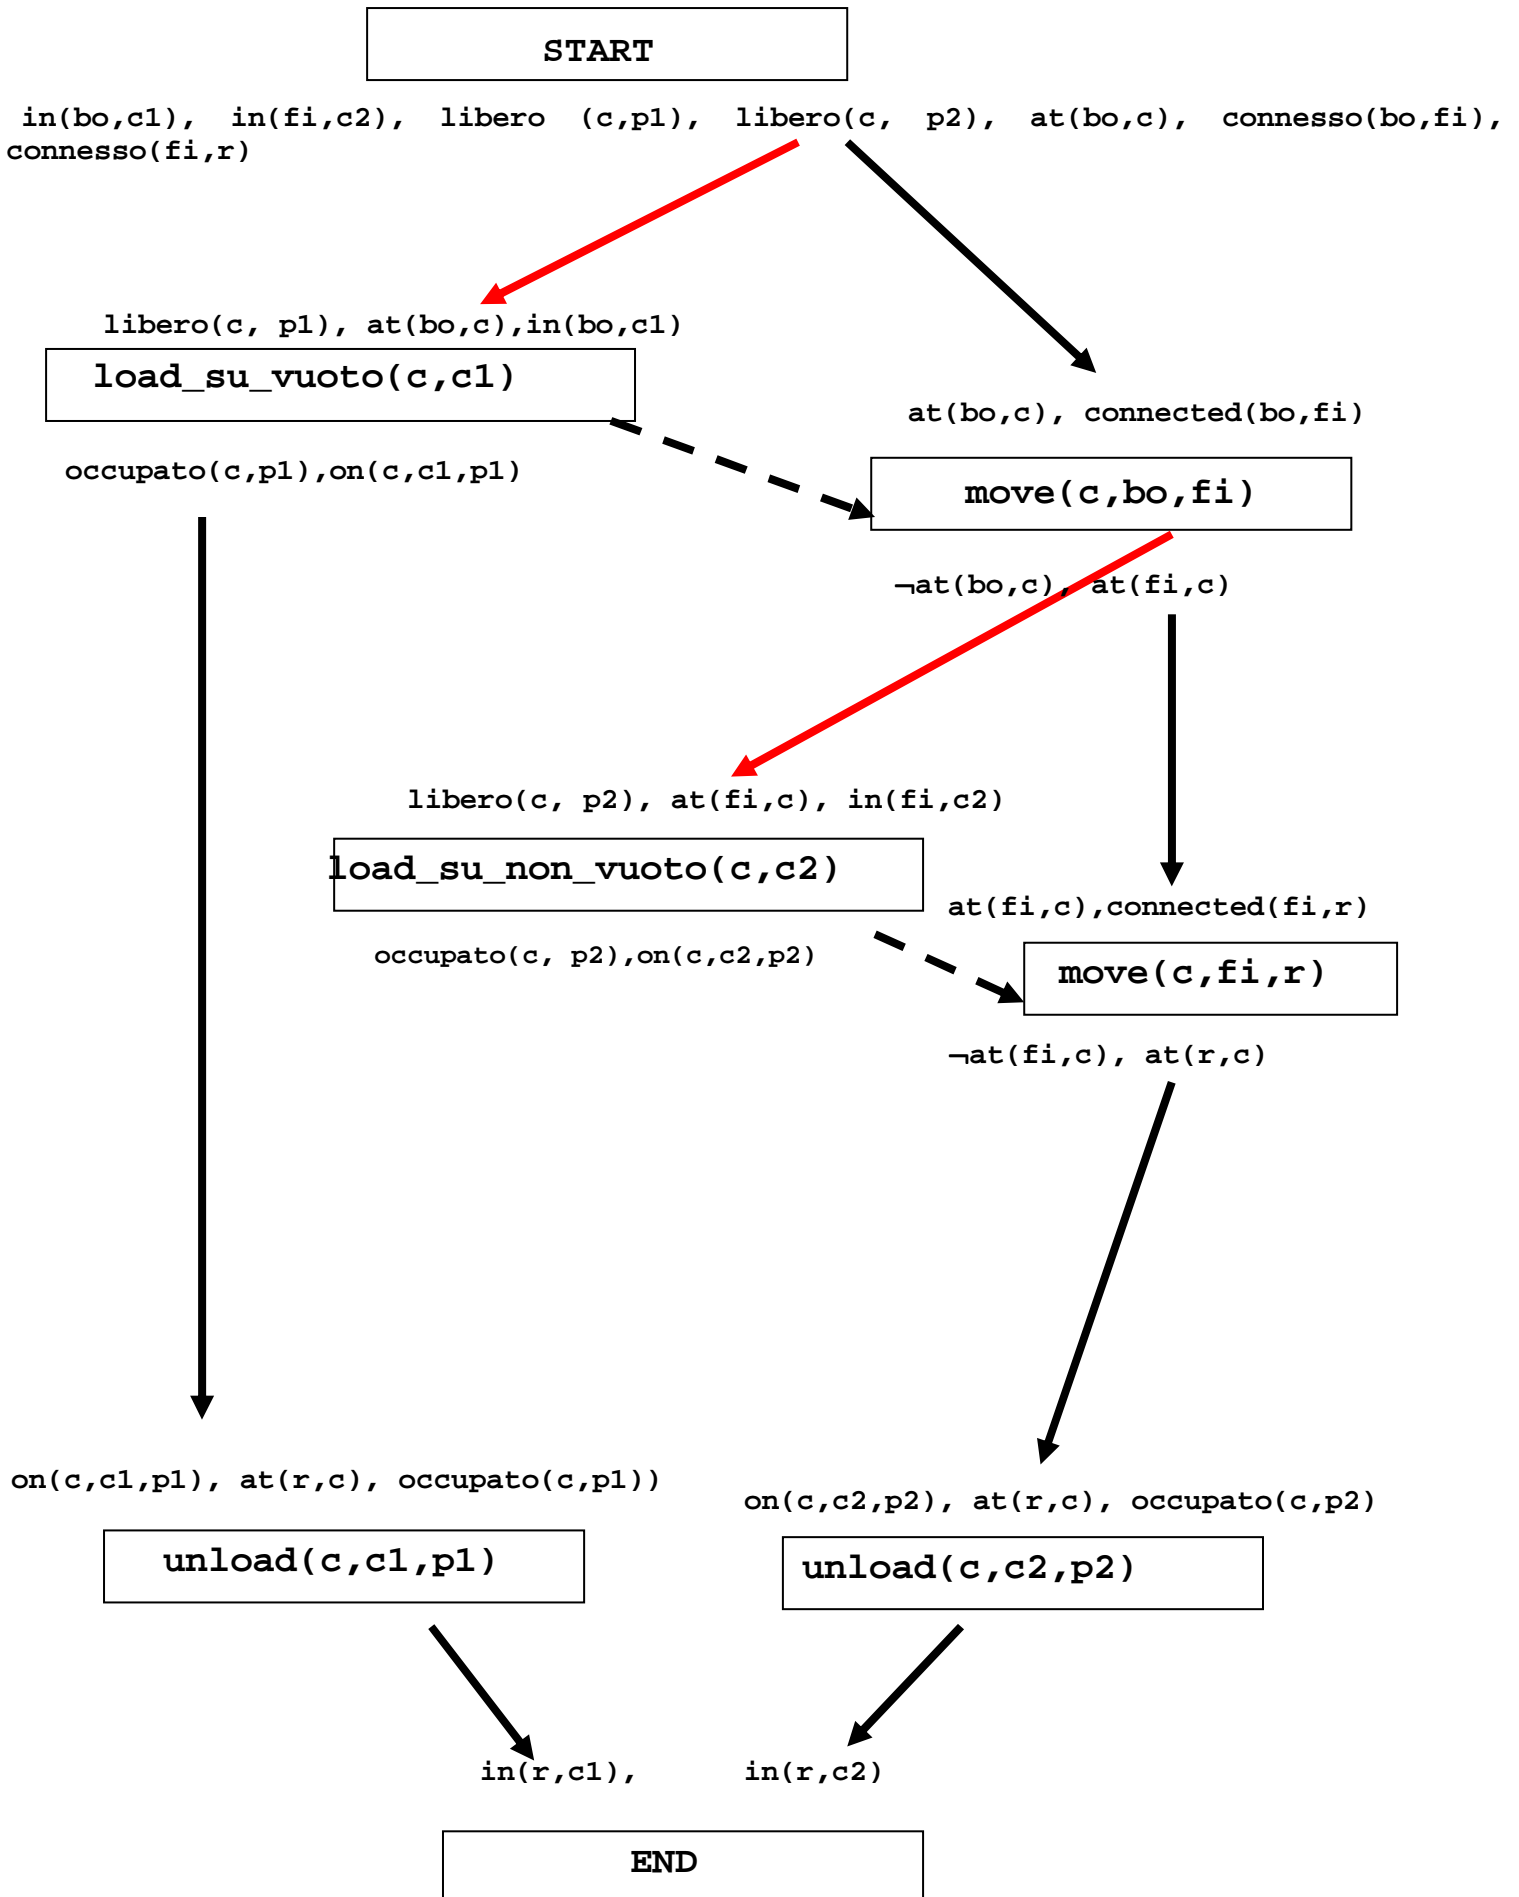 START
in(bo,c1), in(fi,c2), libero (c,p1), libero(c, p2), at(bo,c), connesso(bo,fi),
connesso(fi,r)
libero(c, p1), at(bo,c),in(bo,c1)
load_su_vuoto(c,c1)
at(bo,c), connected(bo,fi)
occupato(c,p1),on(c,c1,p1)
move(c,bo,fi)
¬at(bo,c), at(fi,c)
libero(c, p2), at(fi,c), in(fi,c2)
load_su_non_vuoto(c,c2)
at(fi,c),connected(fi,r)
occupato(c, p2),on(c,c2,p2)
move(c,fi,r)
¬at(fi,c), at(r,c)
on(c,c1,p1), at(r,c), occupato(c,p1))
on(c,c2,p2), at(r,c), occupato(c,p2)
unload(c,c1,p1)
unload(c,c2,p2)
in(r,c1), in(r,c2)
END